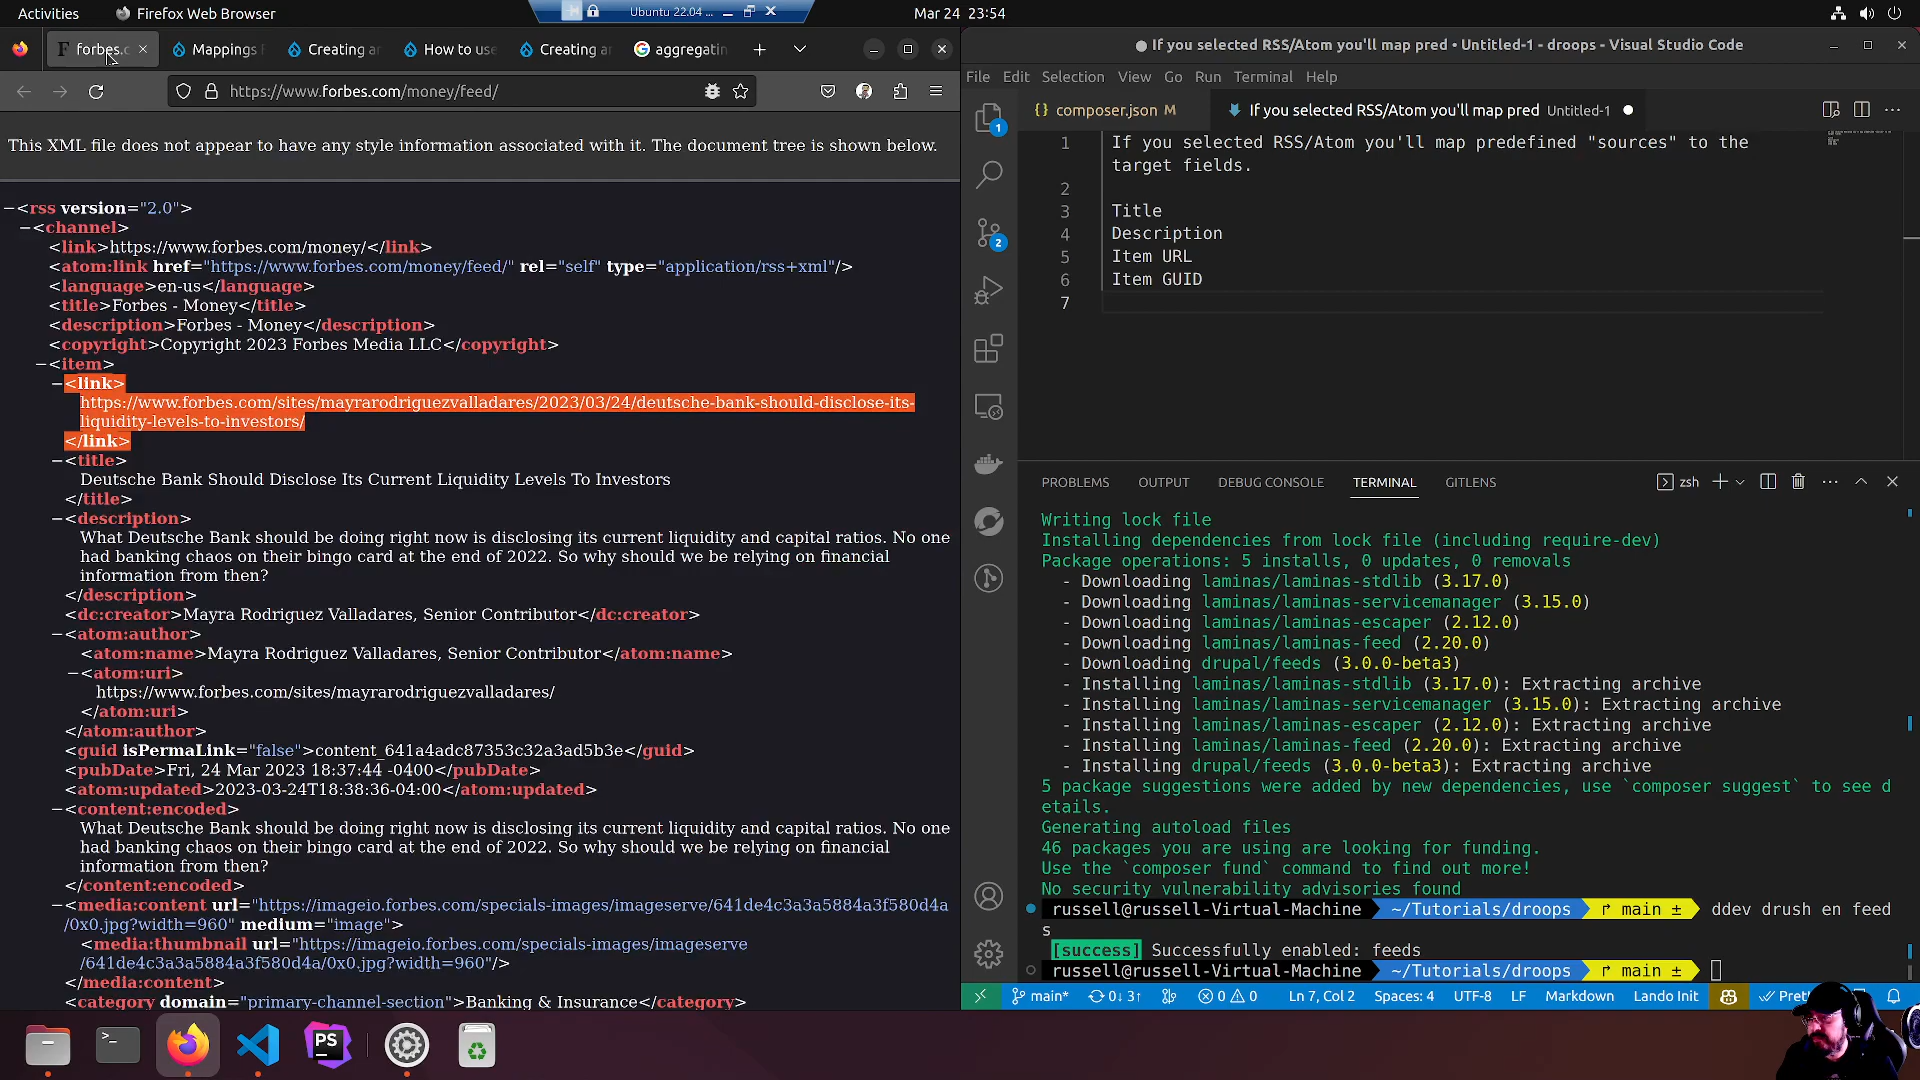 Activities
Firefox Web Browser
Ubuntu 22.04 ...
Mar 24 23:54
forbes.c
Mappings
Creating an
How to use
Creating an
aggregating
https://www.forbes.com/money/feed/
This XML file does not appear to have any style information associated with it. The document tree is shown below.
−<rss version="2.0">
−<channel>
<link>https://www.forbes.com/money/</link>
<atom:link href="https://www.forbes.com/money/feed/" rel="self" type="application/rss+xml"/>
<language>en-us</language>
<title>Forbes - Money</title>
<description>Forbes - Money</description>
<copyright>Copyright 2023 Forbes Media LLC</copyright>
−<item>
−<link>
https://www.forbes.com/sites/mayrarodriguezvalladares/2023/03/24/deutsche-bank-should-disclose-its-
liquidity-levels-to-investors/
</link>
−<title>
Deutsche Bank Should Disclose Its Current Liquidity Levels To Investors
</title>
−<description>
What Deutsche Bank should be doing right now is disclosing its current liquidity and capital ratios. No one
had banking chaos on their bingo card at the end of 2022. So why should we be relying on financial
information from then?
</description>
<dc:creator>Mayra Rodriguez Valladares, Senior Contributor</dc:creator>
−<atom:author>
<atom:name>Mayra Rodriguez Valladares, Senior Contributor</atom:name>
−<atom:uri>
https://www.forbes.com/sites/mayrarodriguezvalladares/
</atom:uri>
</atom:author>
<guid isPermaLink="false">content_641a4adc87353c32a3ad5b3e</guid>
<pubDate>Fri, 24 Mar 2023 18:37:44 -0400</pubDate>
<atom:updated>2023-03-24T18:38:36-04:00</atom:updated>
−<content:encoded>
What Deutsche Bank should be doing right now is disclosing its current liquidity and capital ratios. No one
had banking chaos on their bingo card at the end of 2022. So why should we be relying on financial
information from then?
</content:encoded>
−<media:content url="https://imageio.forbes.com/specials-images/imageserve/641de4c3a3a5884a3f580d4a
/0x0.jpg?width=960" medium="image">
<media:thumbnail url="https://imageio.forbes.com/specials-images/imageserve
/641de4c3a3a5884a3f580d4a/0x0.jpg?width=960"/>
</media:content>
<category domain="primary-channel-section">Banking & Insurance</category>
● If you selected RSS/Atom you'll map pred • Untitled-1 - droops - Visual Studio Code
File Edit Selection View Go Run Terminal Help
{} composer.json M
If you selected RSS/Atom you'll map pred Untitled-1 ●
1 If you selected RSS/Atom you'll map predefined "sources" to the
target fields.
2
3 Title
4 Description
5 Item URL
6 Item GUID
7
1
2
PROBLEMS OUTPUT DEBUG CONSOLE TERMINAL GITLENS
zsh
Writing lock file
Installing dependencies from lock file (including require-dev)
Package operations: 5 installs, 0 updates, 0 removals
- Downloading laminas/laminas-stdlib (3.17.0)
- Downloading laminas/laminas-servicemanager (3.15.0)
- Downloading laminas/laminas-escaper (2.12.0)
- Downloading laminas/laminas-feed (2.20.0)
- Downloading drupal/feeds (3.0.0-beta3)
- Installing laminas/laminas-stdlib (3.17.0): Extracting archive
- Installing laminas/laminas-servicemanager (3.15.0): Extracting archive
- Installing laminas/laminas-escaper (2.12.0): Extracting archive
- Installing laminas/laminas-feed (2.20.0): Extracting archive
- Installing drupal/feeds (3.0.0-beta3): Extracting archive
5 package suggestions were added by new dependencies, use `composer suggest` to see d
etails.
Generating autoload files
46 packages you are using are looking for funding.
Use the `composer fund` command to find out more!
No security vulnerability advisories found
russell@russell-Virtual-Machine ~/Tutorials/droops main ± ddev drush en feed
s
[success] Successfully enabled: feeds
russell@russell-Virtual-Machine ~/Tutorials/droops main ±
main* 0↓ 3↑ 0 0 Ln 7, Col 2 Spaces: 4 UTF-8 LF Markdown Lando Init
PS